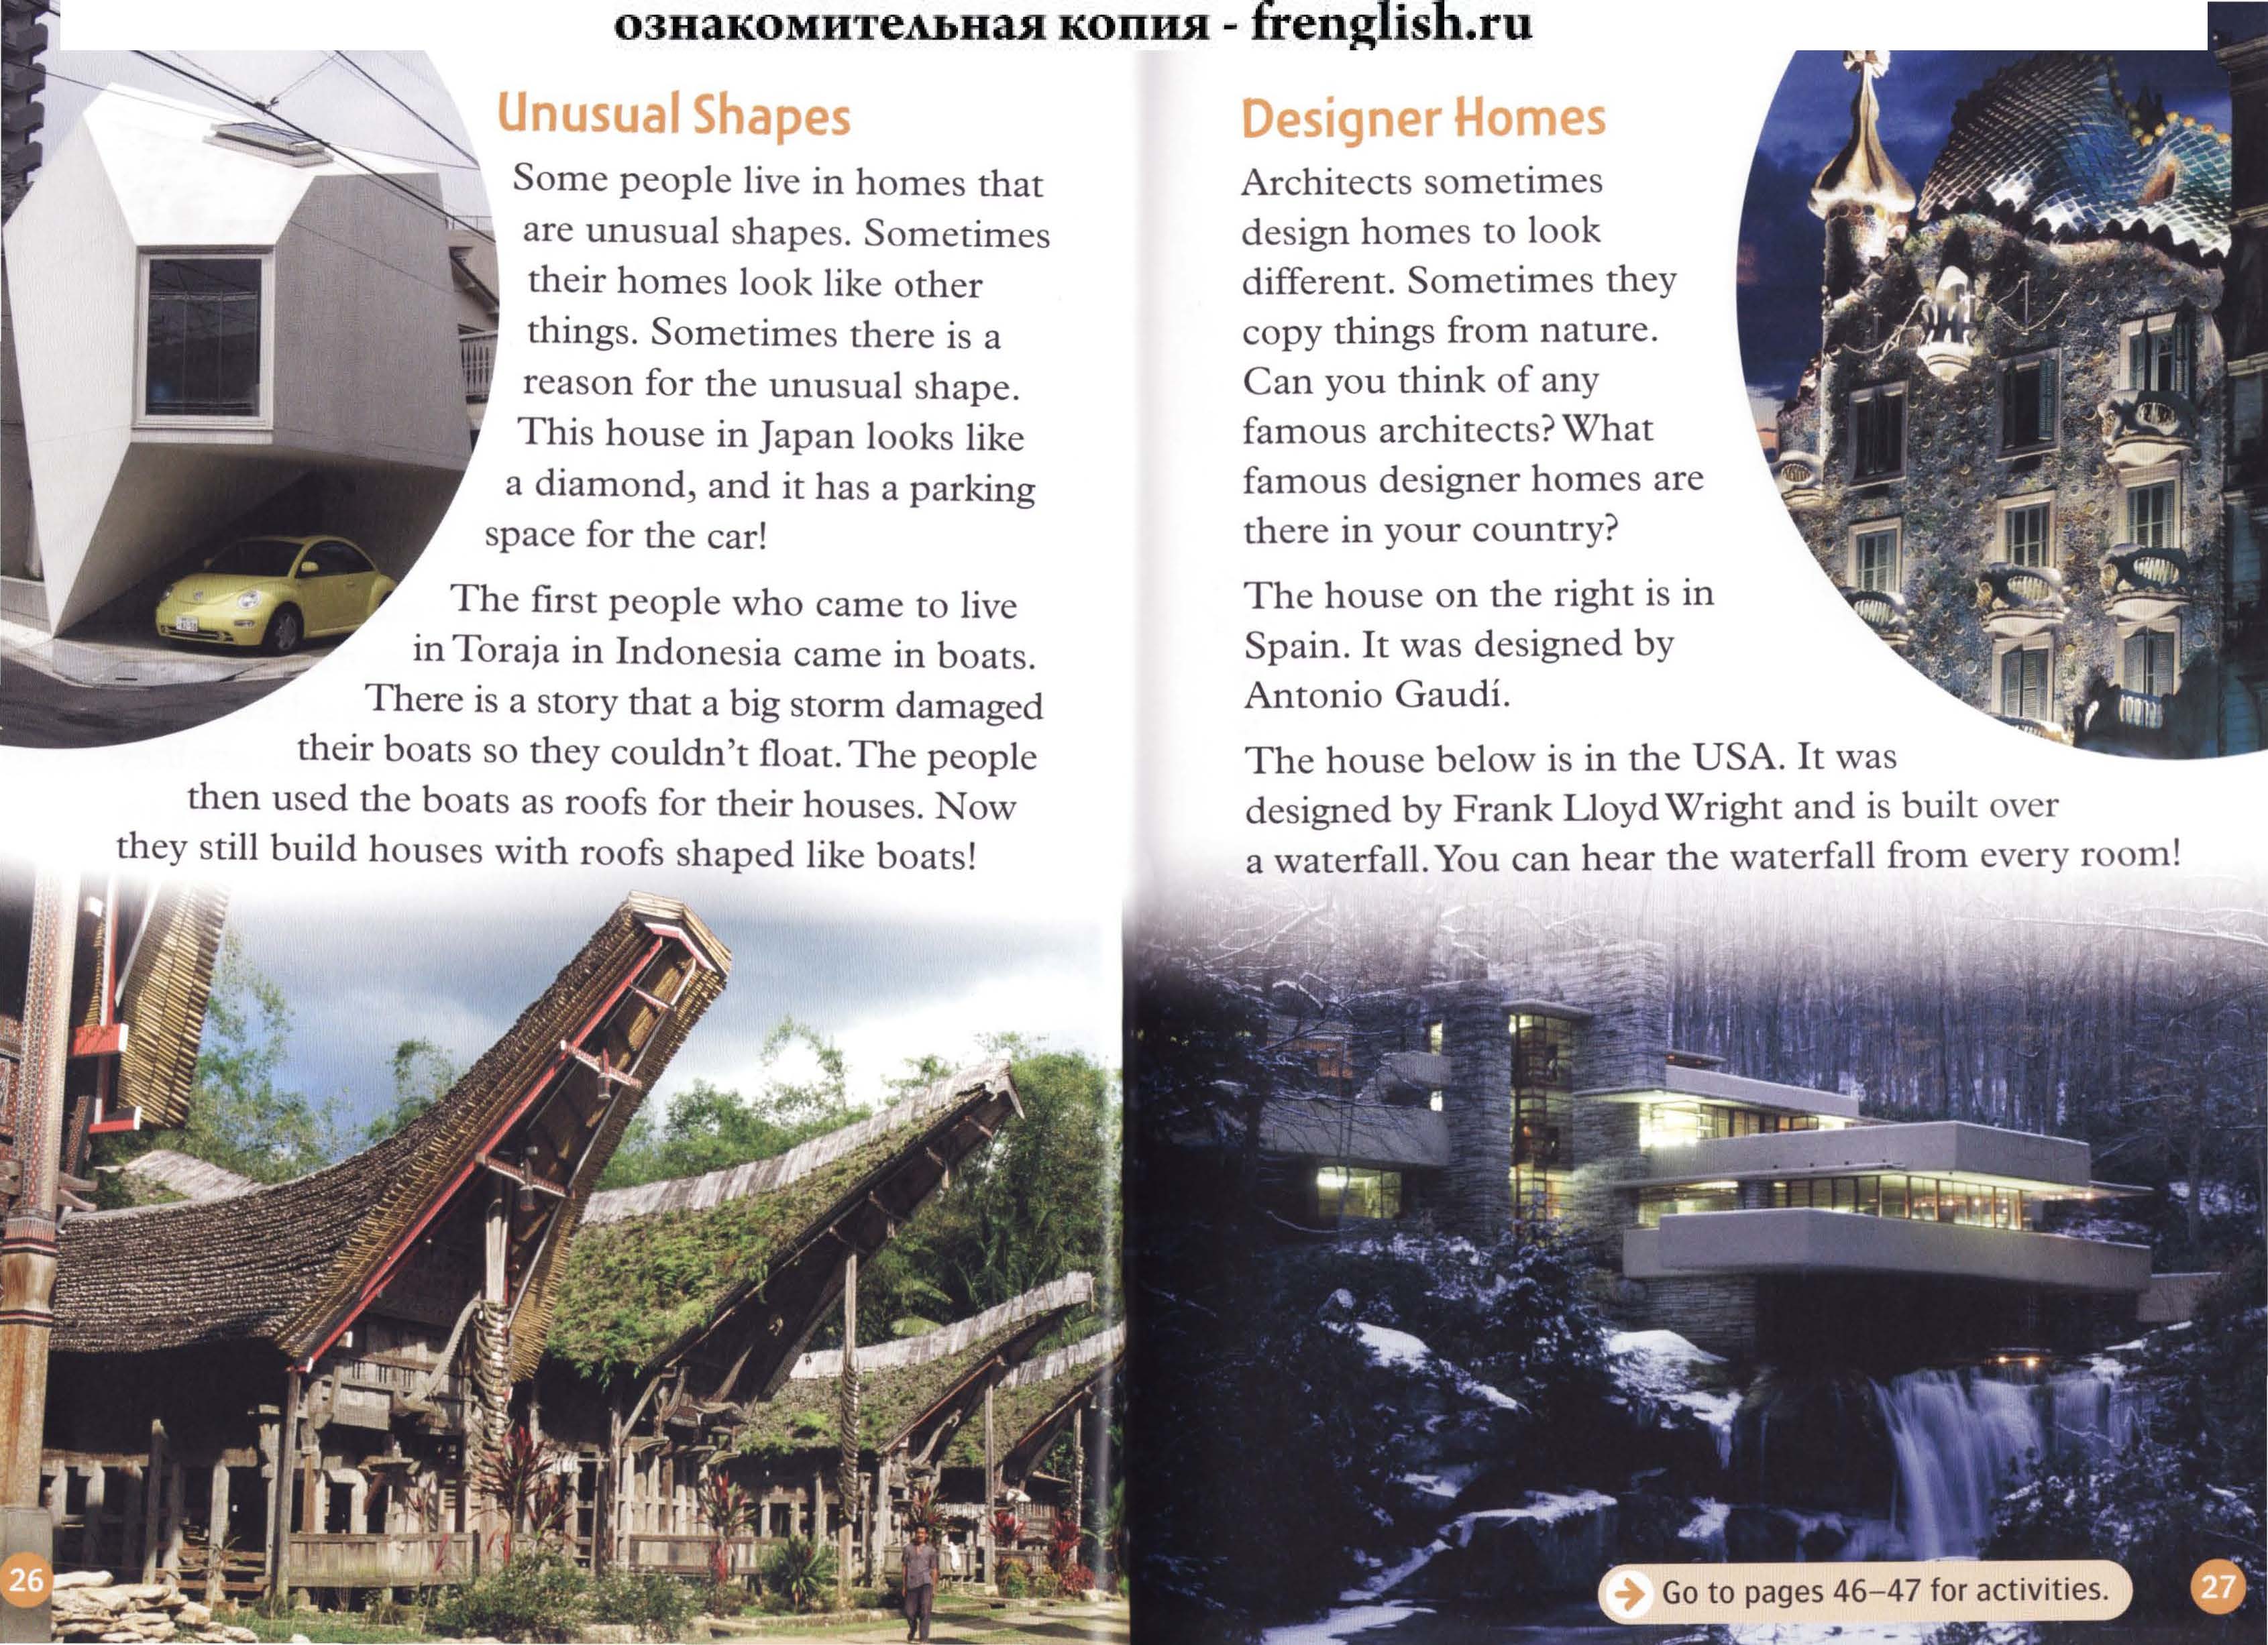 ознакомительная копия - frenglish.ru
Unusual Shapes
Some people live in homes that
are unusual shapes. Sometimes
their homes look like other
things. Sometimes there is a
reason for the unusual shape.
This house in Japan looks like
a diamond, and it has a parking
space for the car!
The first people who came to live
in Toraja in Indonesia came in boats.
There is a story that a big storm damaged
their boats so they couldn't float. The people
then used the boats as roofs for their houses. Now
they still build houses with roofs shaped like boats!
26
Designer Homes
Architects sometimes
design homes to look
different. Sometimes they
copy things from nature.
Can you think of any
famous architects? What
famous designer homes are
there in your country?
The house on the right is in
Spain. It was designed by
Antonio Gaudí.
The house below is in the USA. It was
designed by Frank Lloyd Wright and is built over
a waterfall. You can hear the waterfall from every room!
Go to pages 46–47 for activities.
27